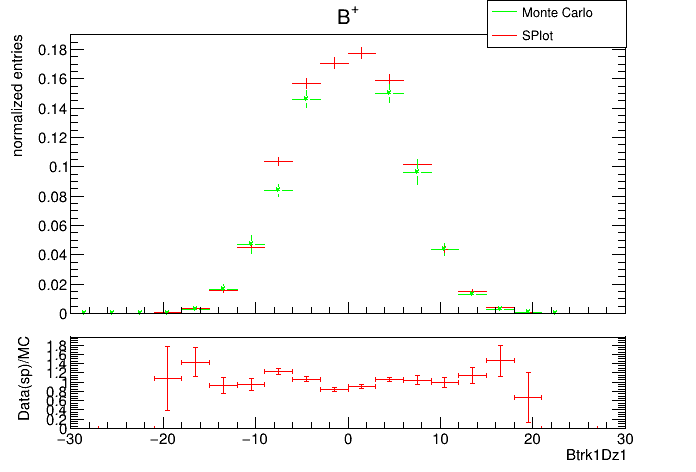 B+
Monte Carlo
SPlot
normalized entries
0.18
0.16
0.14
0.12
0.1
0.08
0.06
0.04
0.02
0
Data(sp)/MC
1.8
1.6
1.4
1.2
1
0.8
0.6
0.4
0.2
0
−30 −20 −10 0 10 20 30
Btrk1Dz1